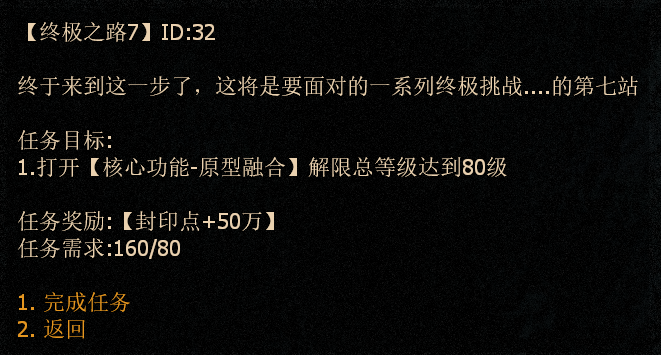 【终极之路7】ID:32
终于来到这一步了，这将是要面对的一系列终极挑战....的第七站
任务目标:
1.打开【核心功能-原型融合】解限总等级达到80级
任务奖励:【封印点+50万】
任务需求:160/80
1. 完成任务
2. 返回